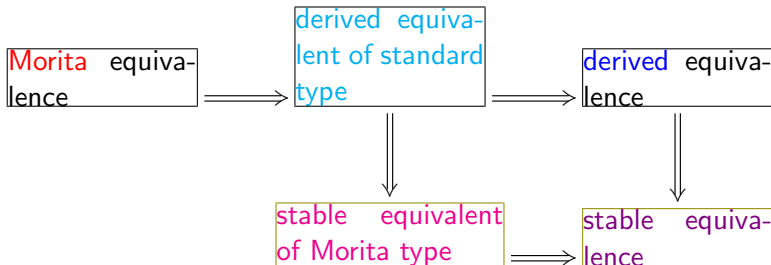 Morita equiva-
lence
derived equiva-
lent of standard
type
derived equiva-
lence
stable equivalent
of Morita type
stable equiva-
lence